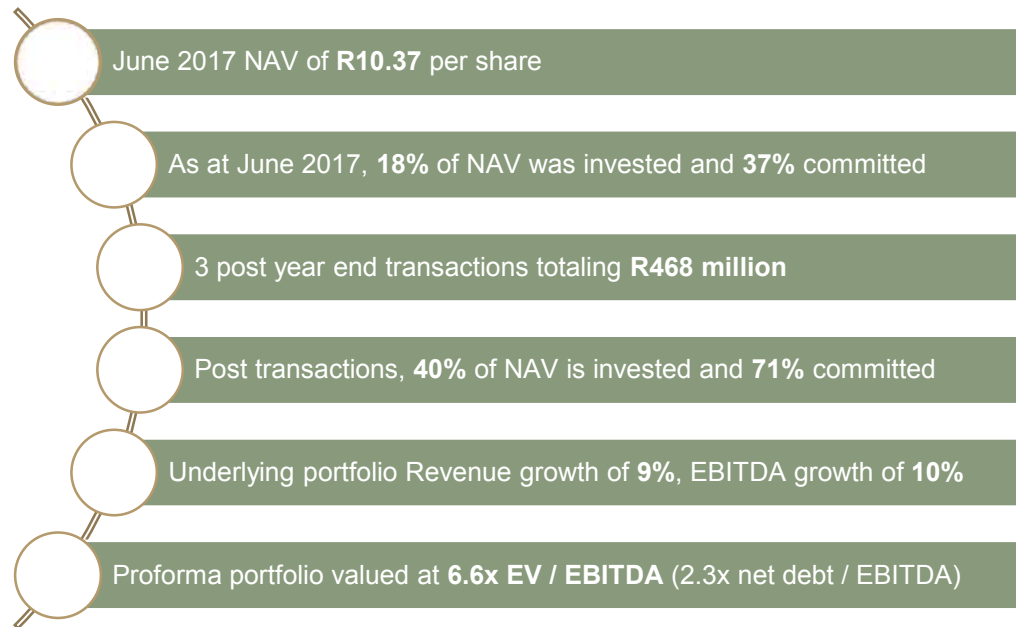 June 2017 NAV of R10.37 per share
As at June 2017, 18% of NAV was invested and 37% committed
3 post year end transactions totaling R468 million
Post transactions, 40% of NAV is invested and 71% committed
Underlying portfolio Revenue growth of 9%, EBITDA growth of 10%
Proforma portfolio valued at 6.6x EV / EBITDA (2.3x net debt / EBITDA)